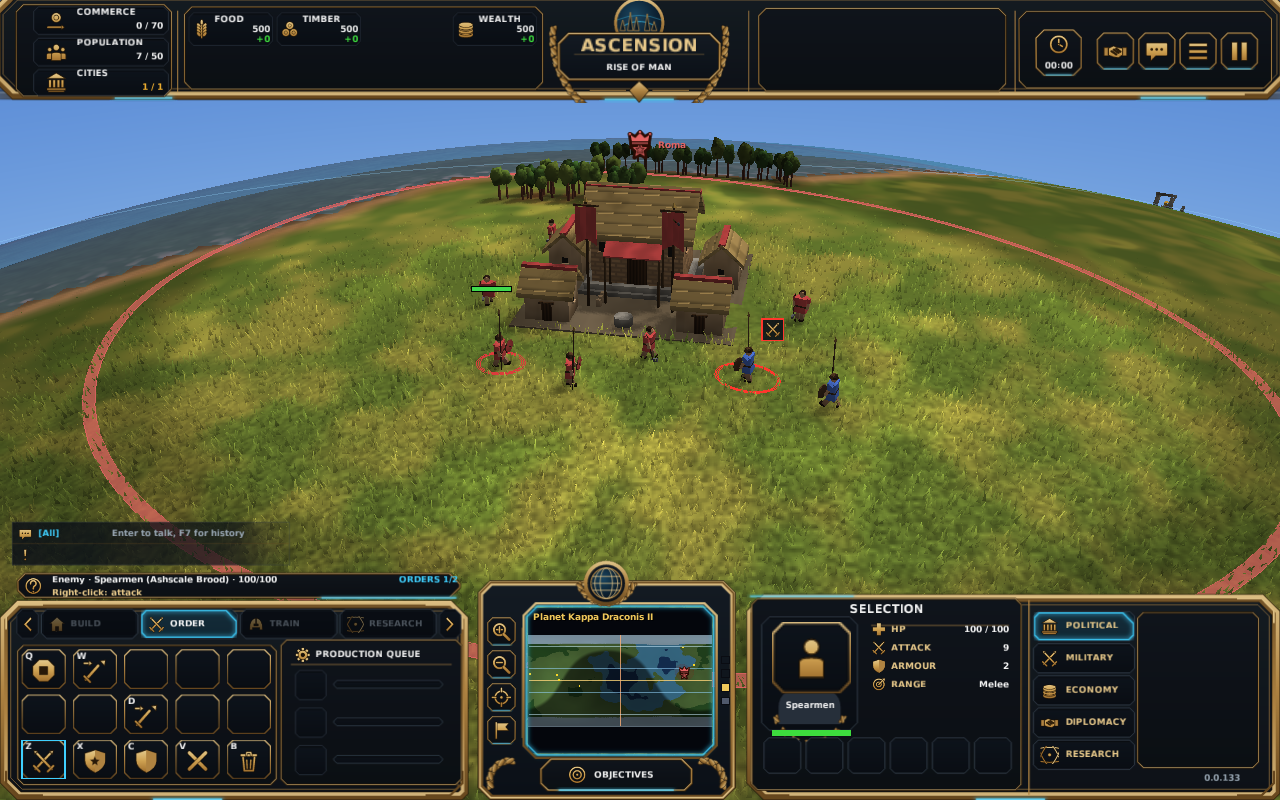 COMMERCE
0 / 70
POPULATION
7 / 50
CITIES
1 / 1
FOOD
500
+0
TIMBER
500
+0
WEALTH
500
+0
ASCENSION
RISE OF MAN
00:00
Roma
[All] Enter to talk, F7 for history
!
Enemy · Spearmen (Ashscale Brood) · 100/100 ORDERS 1/2
Right-click: attack
BUILD ORDER TRAIN RESEARCH
Q W
D
Z X C V B
PRODUCTION QUEUE
Planet Kappa Draconis II
OBJECTIVES
SELECTION
Spearmen
HP 100 / 100
ATTACK 9
ARMOUR 2
RANGE Melee
POLITICAL
MILITARY
ECONOMY
DIPLOMACY
RESEARCH
0.0.133